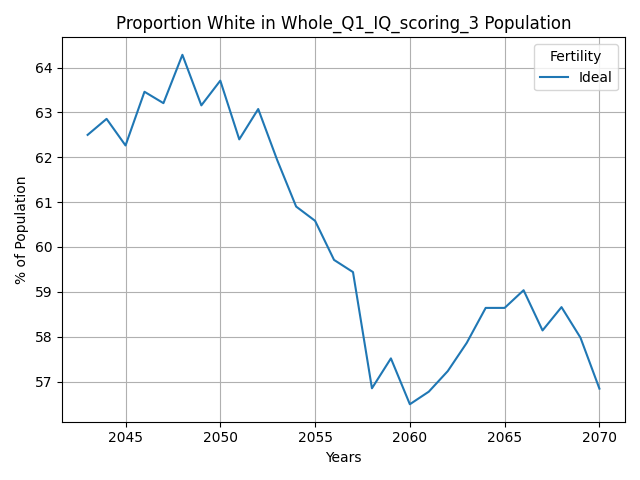 Proportion White in Whole_Q1_IQ_scoring_3 Population
Fertility
Ideal
64
63
62
61
60
59
58
57
% of Population
2045 2050 2055 2060 2065 2070
Years